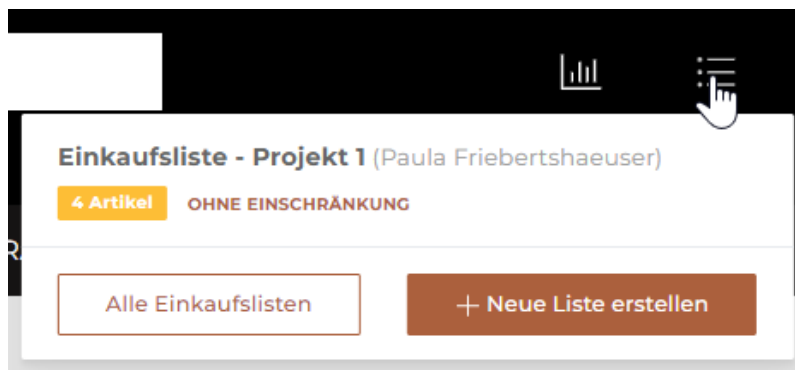 Einkaufsliste - Projekt 1 (Paula Friebertshaeuser)
4 Artikel OHNE EINSCHRÄNKUNG
Alle Einkaufslisten
+ Neue Liste erstellen